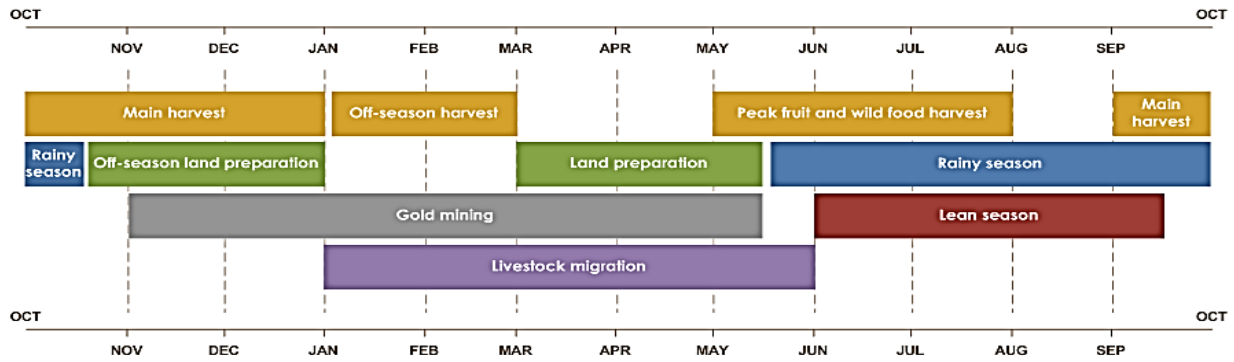 OCT OCT
NOV DEC JAN FEB MAR APR MAY JUN JUL AUG SEP
Main harvest Off-season harvest Peak fruit and wild food harvest Main
harvest
Rainy
season Off-season land preparation Land preparation Rainy season
Gold mining Lean season
Livestock migration
OCT OCT
NOV DEC JAN FEB MAR APR MAY JUN JUL AUG SEP